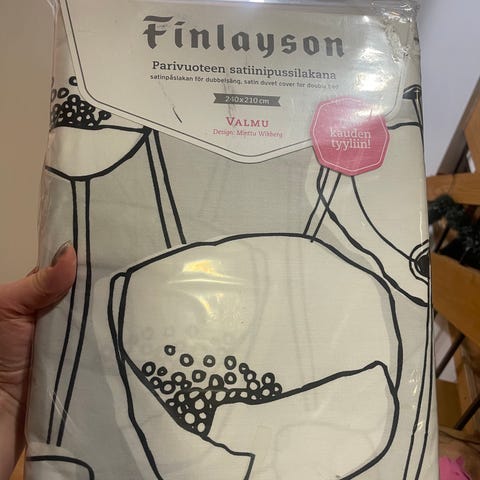 Finlayson
Parivuoteen satiinipussilakana
satinpåslakan för dubbelsäng, satin duvet cover for double bed
240x210 cm
VALMU
Design: Miettu Wikberg
kauden
tyyliin!